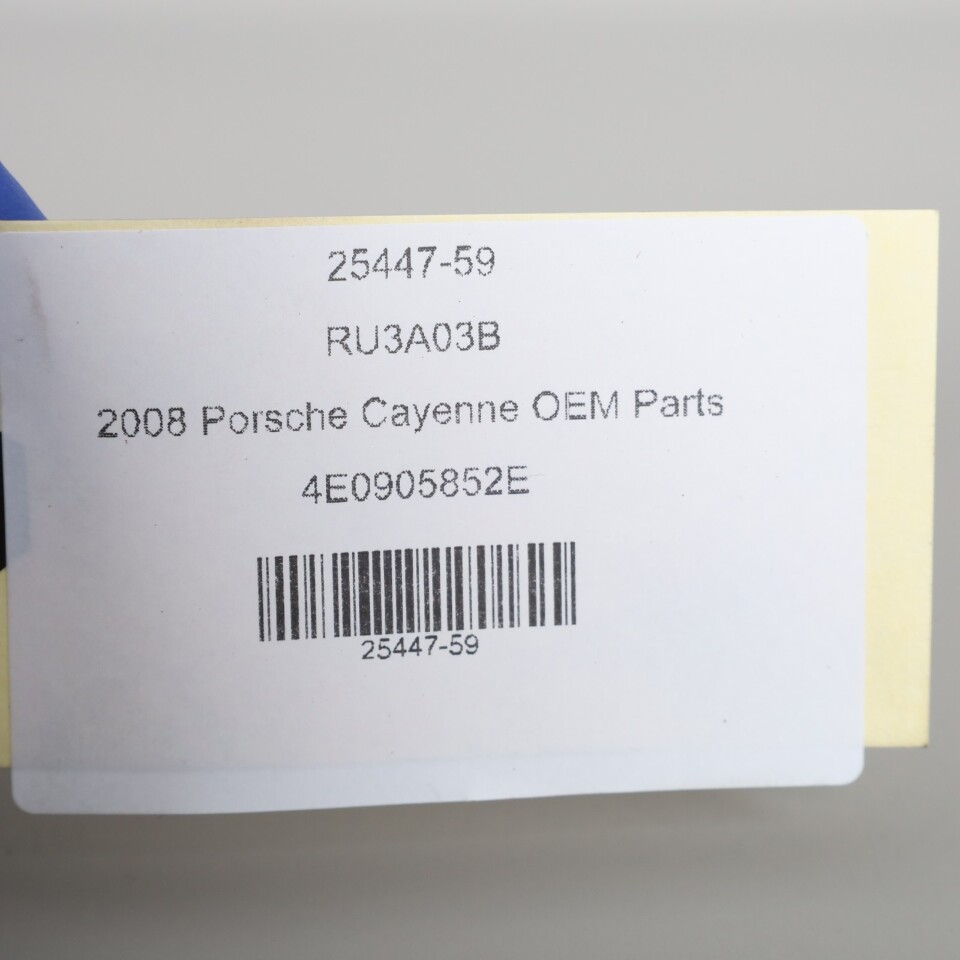 25447-59
RU3A03B
2008 Porsche Cayenne OEM Parts
4E0905852E
25447-59